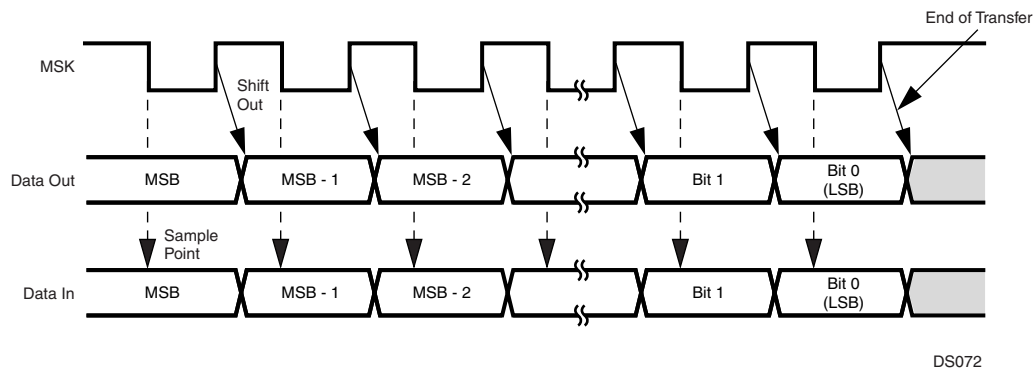 End of Transfer
MSK
Shift
Out
Data Out
MSB
MSB - 1
MSB - 2
Bit 1
Bit 0
(LSB)
Sample
Point
Data In
MSB
MSB - 1
MSB - 2
Bit 1
Bit 0
(LSB)
DS072